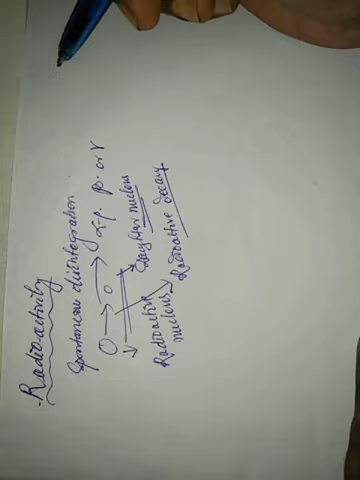 Radioactivity
Spontaneous disintegration
O → O → α-p. β- or γ
Daughter nucleus
Radioactive
nucleus
Radioactive decay